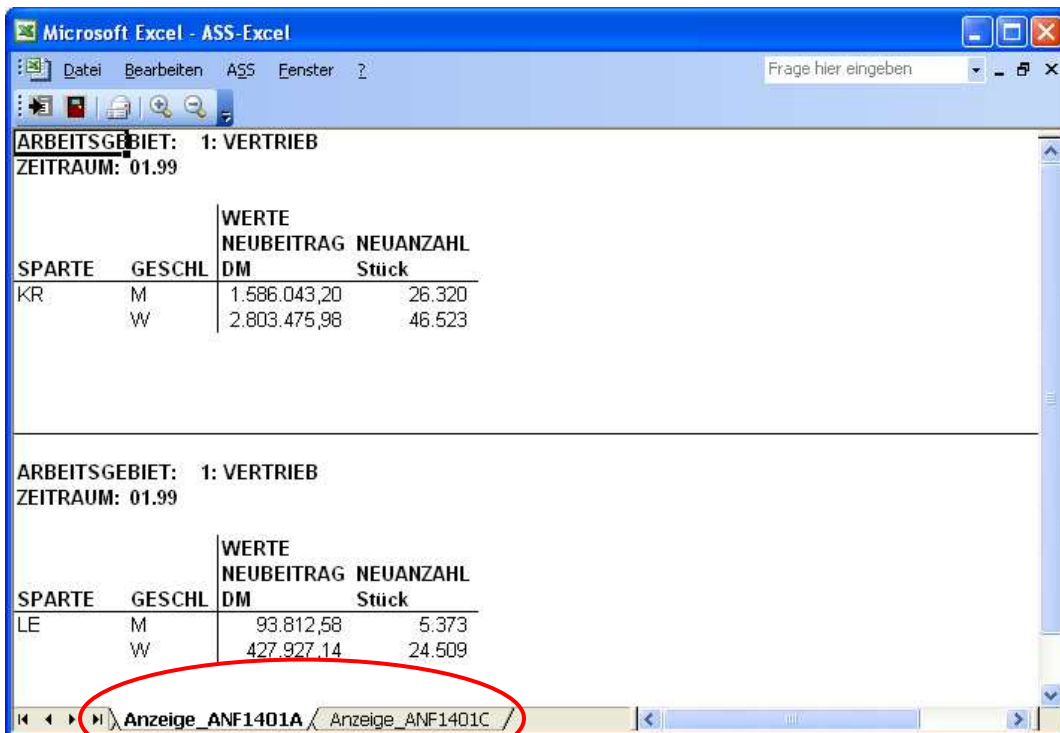 Microsoft Excel - ASS-Excel
Datei Bearbeiten ASS Fenster ? Frage hier eingeben
ARBEITSGEBIET: 1: VERTRIEB
ZEITRAUM: 01.99
WERTE
NEUBEITRAG NEUANZAHL
SPARTE GESCHL DM Stück
KR M 1.586.043,20 26.320
W 2.803.475,98 46.523
ARBEITSGEBIET: 1: VERTRIEB
ZEITRAUM: 01.99
WERTE
NEUBEITRAG NEUANZAHL
SPARTE GESCHL DM Stück
LE M 93.812,58 5.373
W 427.927,14 24.509
Anzeige_ANF1401A Anzeige_ANF1401C